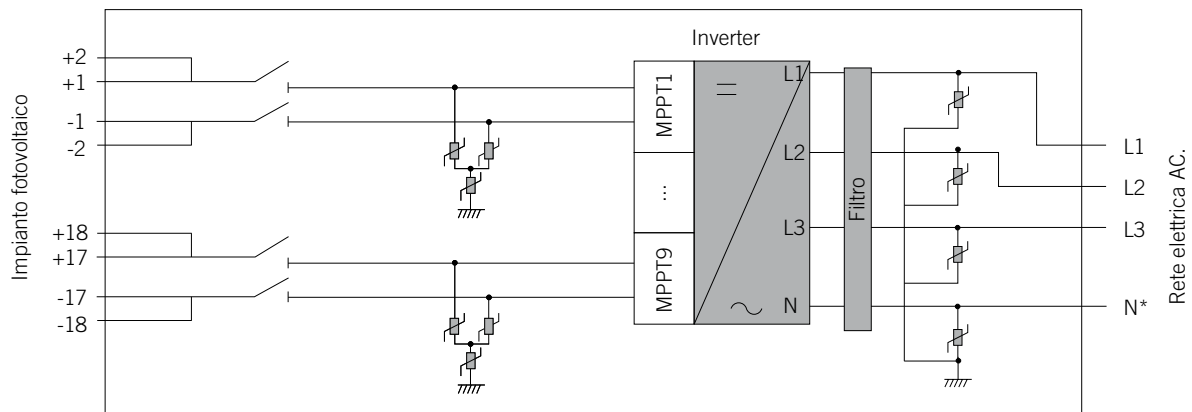 Impianto fotovoltaico
+2
+1
-1
-2
+18
+17
-17
-18
Inverter
MPPT1
...
MPPT9
L1
L2
L3
N
Filtro
L1
L2
L3
N*
Rete elettrica AC.